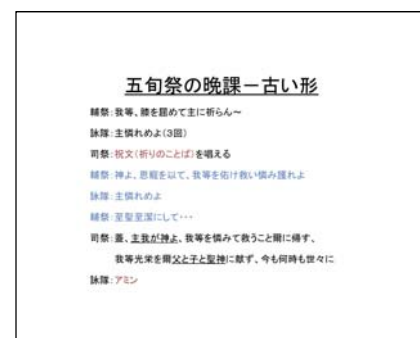 五旬祭の晩課－古い形
輔祭：我等、膝を屈めて主に祈らん～
詠隊：主憐れめよ（3回）
司祭：祝文（祈りのことば）を唱える
輔祭：神よ、恩寵を以て、我等を佑け救い憐み護れよ
詠隊：主憐れめよ
輔祭：至聖至潔にして・・・
司祭：蓋、主我が神よ、我等を憐みて救うこと爾に帰す、
我等光栄を爾父と子と聖神に献ず、今も何時も世々に
詠隊：アミン